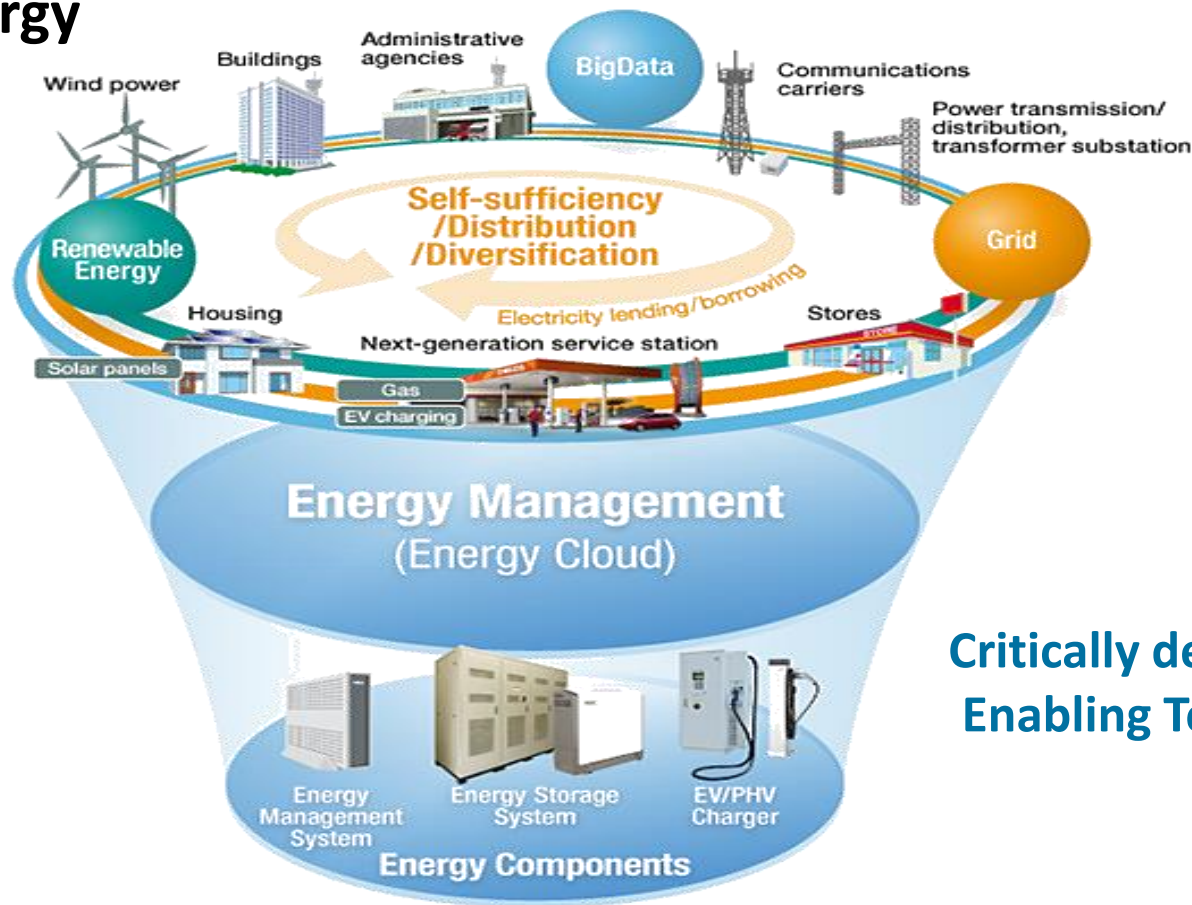 rgy
Administrative
agencies
Buildings
Wind power
BigData
Communications
carriers
Power transmission/
distribution,
transformer substation
Self-sufficiency
/Distribution
/Diversification
Renewable
Energy
Grid
Electricity lending/borrowing
Housing
Stores
STORE
Next-generation service station
Solar panels
Gas
EV charging
Energy Management
(Energy Cloud)
Critically de
Enabling Te
Energy
Management
System
Energy Storage
System
EV/PHV
Charger
Energy Components